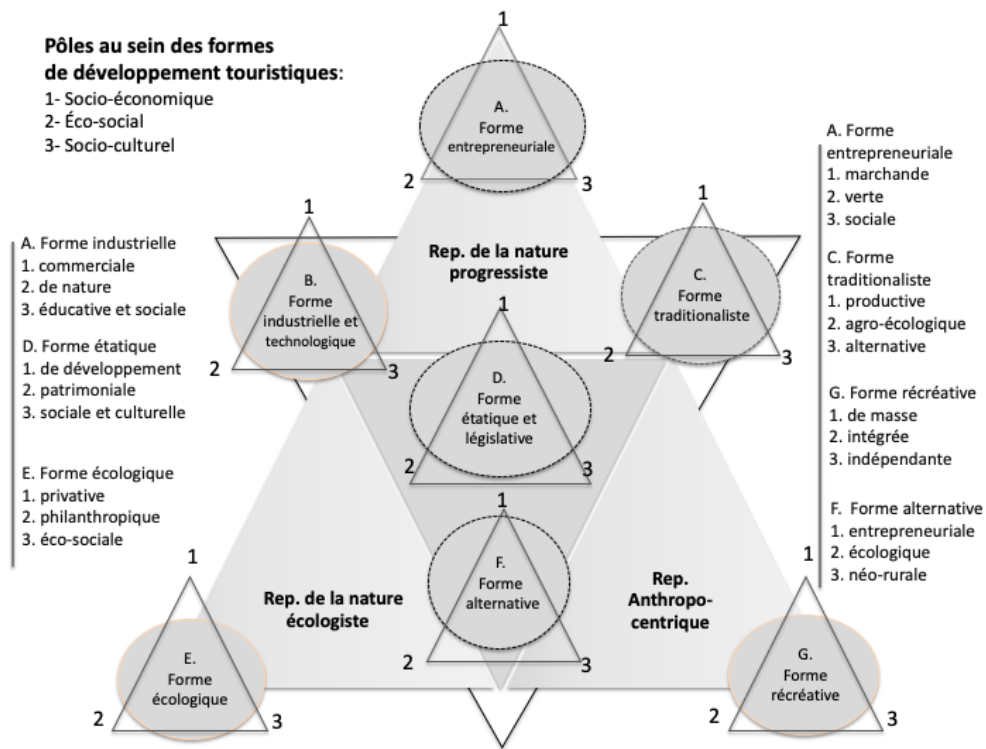 Pôles au sein des formes
de développement touristiques:
1- Socio-économique
2- Éco-social
3- Socio-culturel
1
A.
Forme
entrepreneuriale
2
3
A. Forme
entrepreneuriale
1. marchande
2. verte
3. sociale
C. Forme
traditionaliste
1. productive
2. agro-écologique
3. alternative
G. Forme récréative
1. de masse
2. intégrée
3. indépendante
F. Forme alternative
1. entrepreneuriale
2. écologique
3. néo-rurale
A. Forme industrielle
1. commerciale
2. de nature
3. éducative et sociale
D. Forme étatique
1. de développement
2. patrimoniale
3. sociale et culturelle
E. Forme écologique
1. privative
2. philanthropique
3. éco-sociale
1
B.
Forme
industrielle et
technologique
2
3
Rep. de la nature
progressiste
1
C.
Forme
traditionaliste
2
3
1
D.
Forme
étatique et
législative
2
3
1
F.
Forme
alternative
2
3
Rep. de la nature
écologiste
Rep.
Anthropo-
centrique
1
E.
Forme
écologique
2
3
1
G.
Forme
récréative
2
3